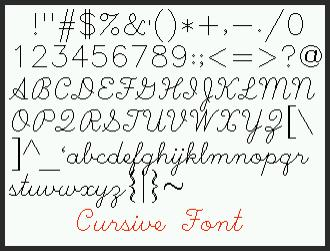 !"#$%&'()*+,-./0
123456789:;<=>?@
ABCDEFGHIJKLMN
OPQRSTUVWXYZ[\
]^_`abcdefghijklmnopqr
stuvwxyz{|}~
Cursive Font